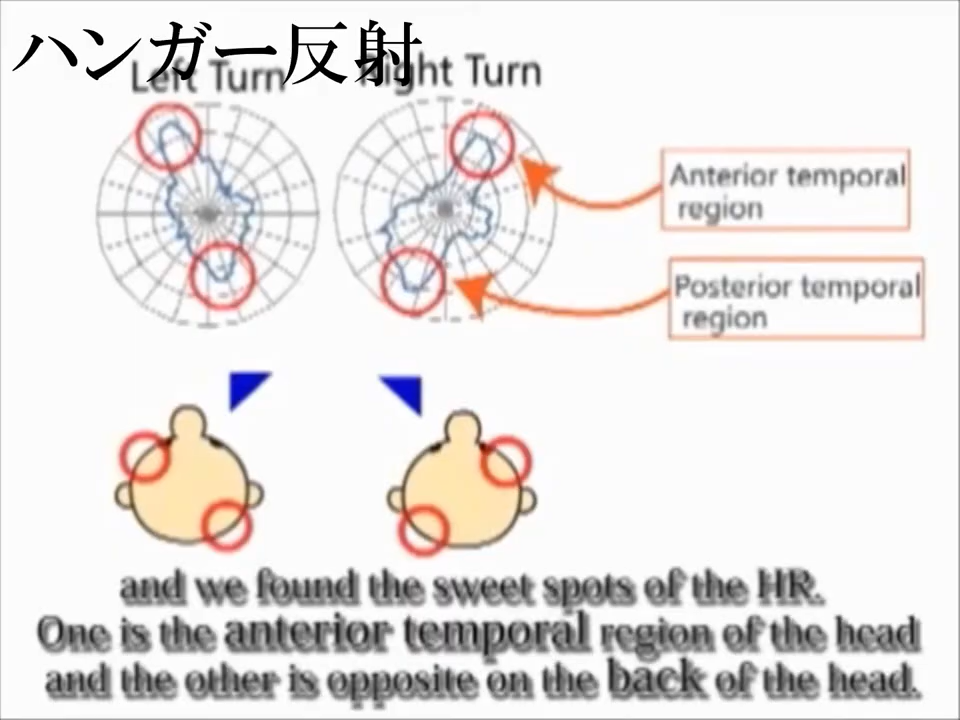 ハンガー反射
Left Turn
Right Turn
Anterior temporal
region
Posterior temporal
region
and we found the sweet spots of the HR.
One is the anterior temporal region of the head
and the other is opposite on the back of the head.